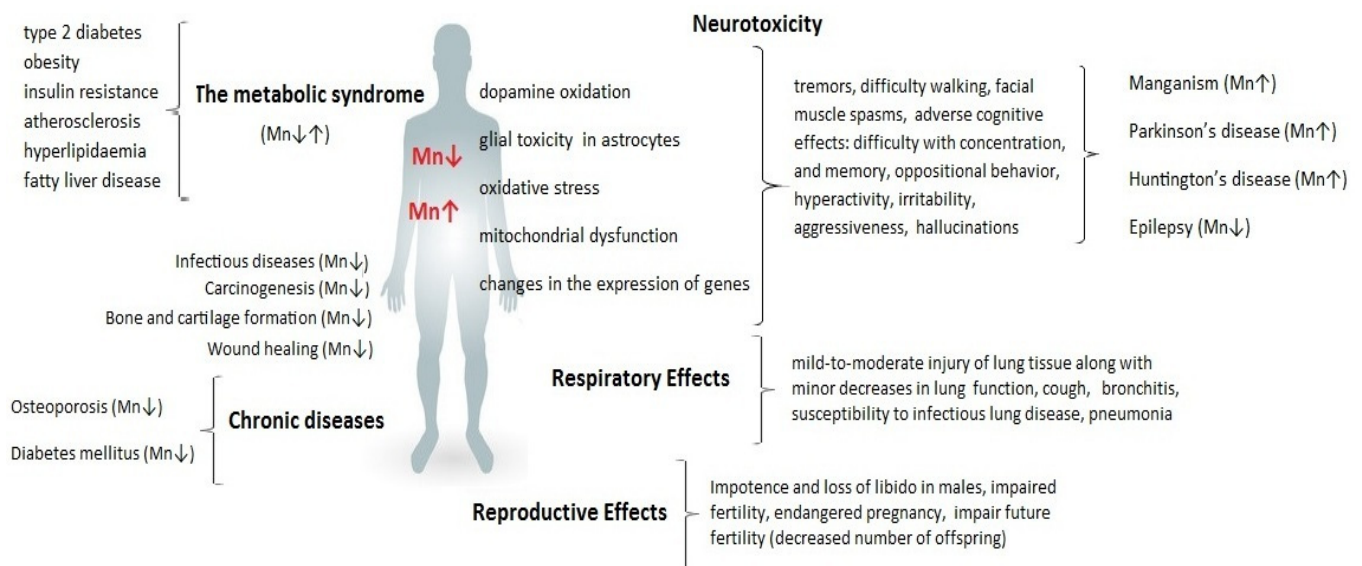 type 2 diabetes
obesity
insulin resistance
atherosclerosis
hyperlipidaemia
fatty liver disease
The metabolic syndrome
(Mn↓↑)
Infectious diseases (Mn↓)
Carcinogenesis (Mn↓)
Bone and cartilage formation (Mn↓)
Wound healing (Mn↓)
Osteoporosis (Mn↓)
Diabetes mellitus (Mn↓)
Chronic diseases
Mn↓
Mn↑
Neurotoxicity
dopamine oxidation
glial toxicity in astrocytes
oxidative stress
mitochondrial dysfunction
changes in the expression of genes
tremors, difficulty walking, facial
muscle spasms, adverse cognitive
effects: difficulty with concentration,
and memory, oppositional behavior,
hyperactivity, irritability,
aggressiveness, hallucinations
Manganism (Mn↑)
Parkinson's disease (Mn↑)
Huntington's disease (Mn↑)
Epilepsy (Mn↓)
Respiratory Effects
mild-to-moderate injury of lung tissue along with
minor decreases in lung function, cough, bronchitis,
susceptibility to infectious lung disease, pneumonia
Reproductive Effects
Impotence and loss of libido in males, impaired
fertility, endangered pregnancy, impair future
fertility (decreased number of offspring)